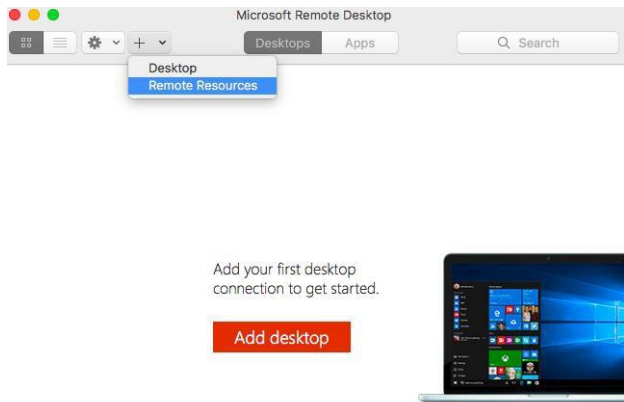 Microsoft Remote Desktop
Desktops Apps Search
Desktop
Remote Resources
Add your first desktop
connection to get started.
Add desktop